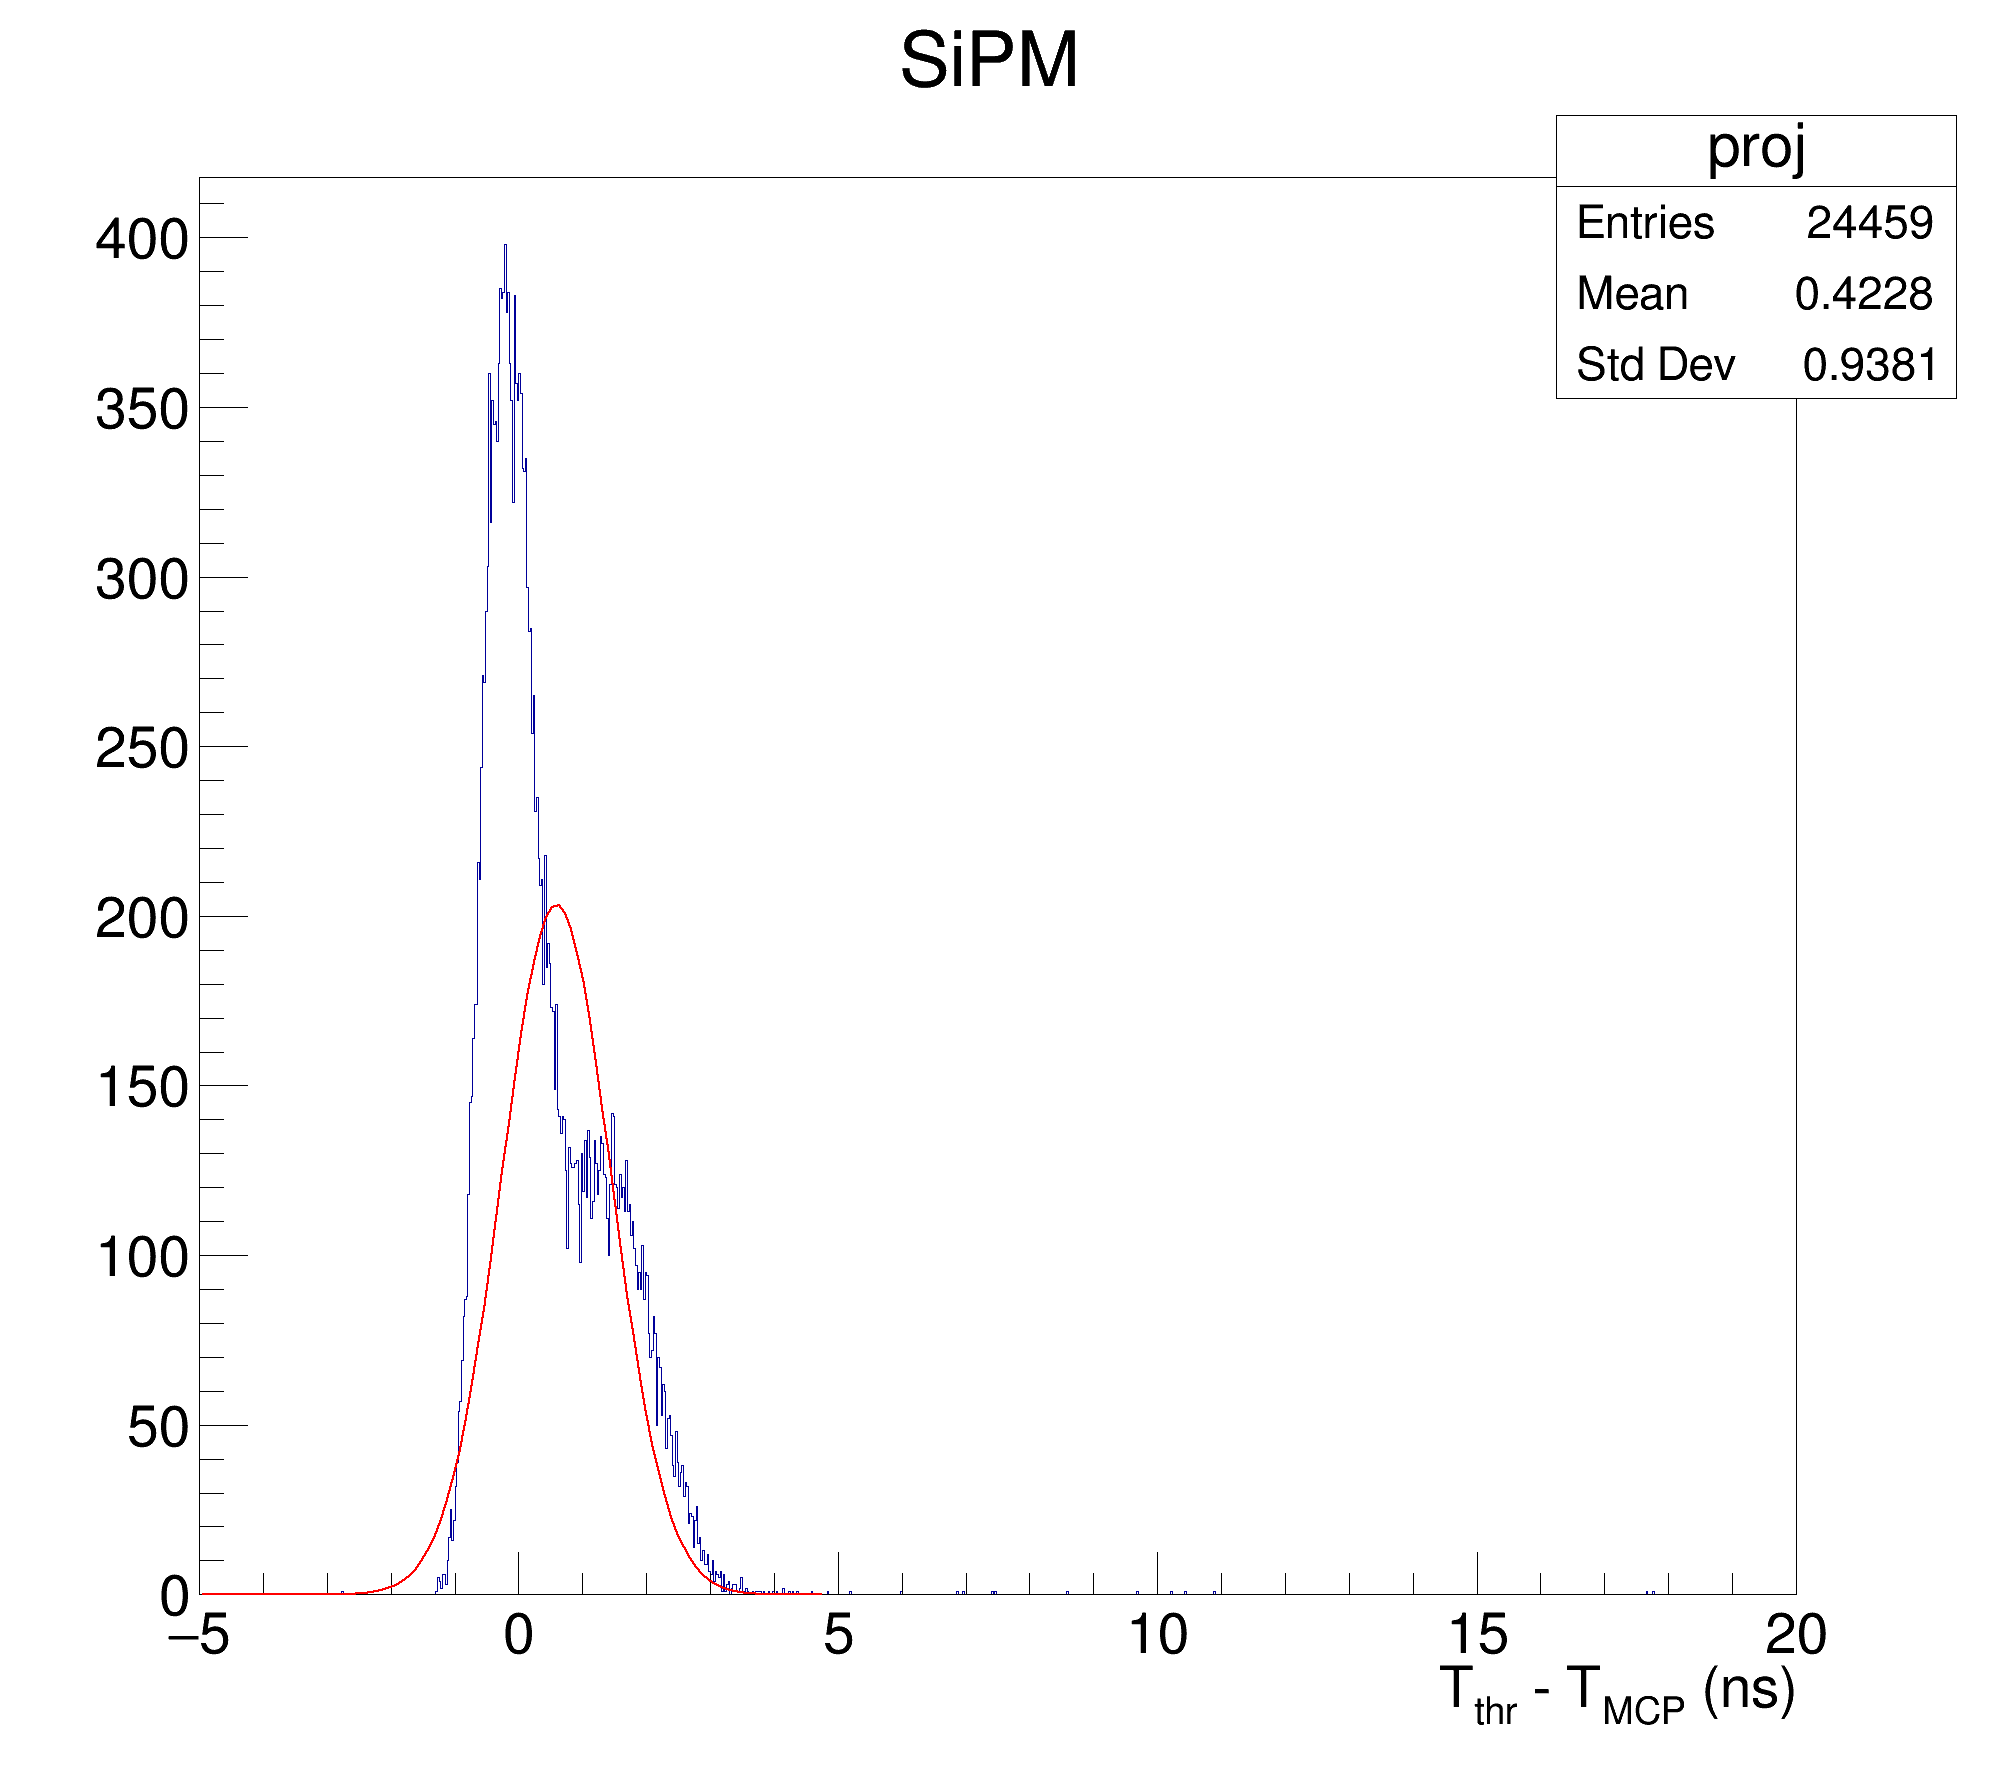 SiPM
proj
Entries 24459
Mean 0.4228
Std Dev 0.9381
400
350
300
250
200
150
100
50
0
−5 0 5 10 15 20
T_thr - T_MCP (ns)